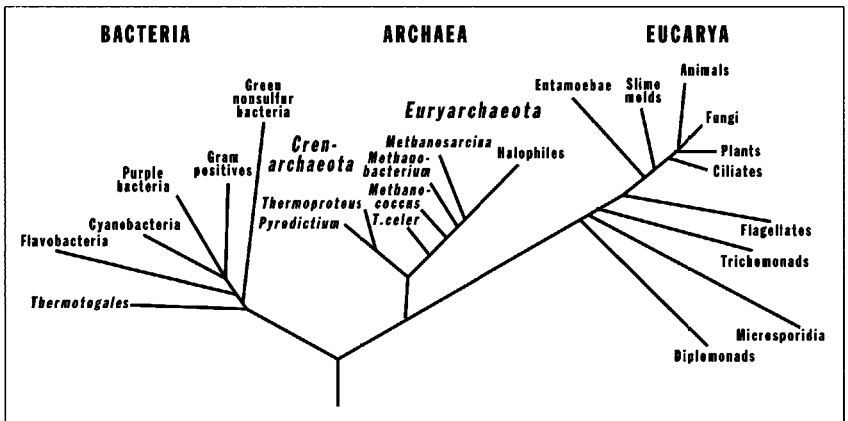 BACTERIA
ARCHAEA
EUCARYA
Green
nonsulfur
bacteria
Gram
positives
Purple
bacteria
Cyanobacteria
Flavobacteria
Thermotogales
Cren-
archaeota
Thermoproteus
Pyrodictium
Euryarchaeota
Methanosarcina
Methano-
bacterium
Methano-
coccus
T.celer
Halophiles
Entamoebae
Slime
molds
Animals
Fungi
Plants
Ciliates
Flagellates
Trichomonads
Microsporidia
Diplomonads